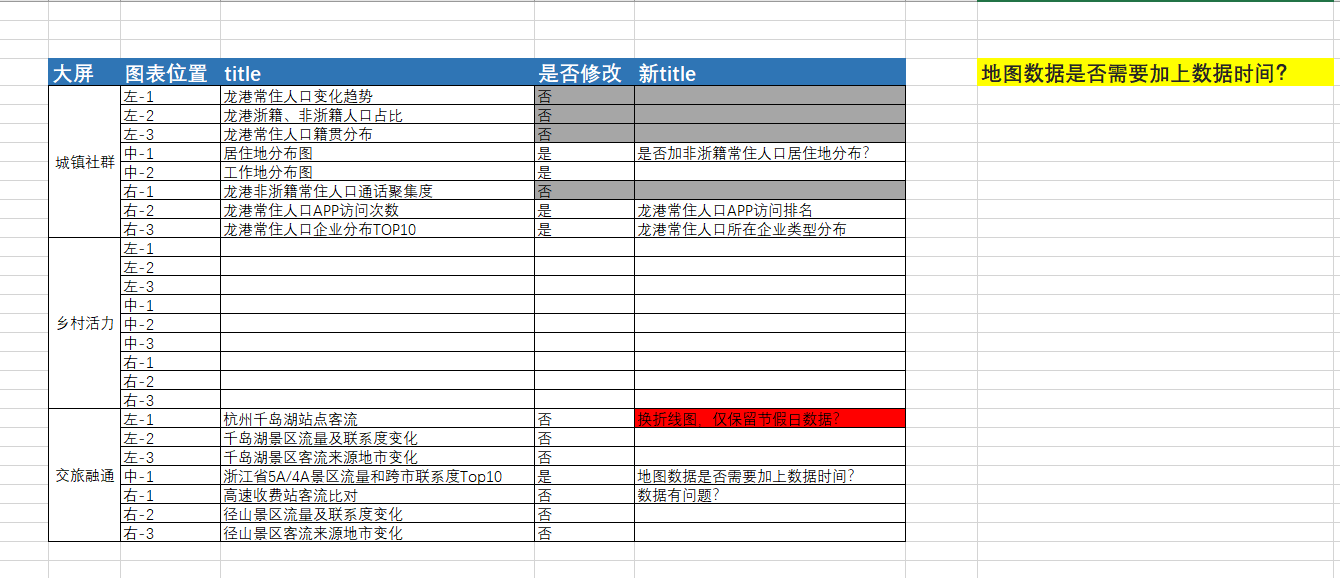 大屏 图表位置 title 是否修改 新title 地图数据是否需要加上数据时间？
左-1 龙港常住人口变化趋势 否
左-2 龙港浙籍、非浙籍人口占比 否
左-3 龙港常住人口籍贯分布 否
城镇社群 中-1 居住地分布图 是 是否加非浙籍常住人口居住地分布？
中-2 工作地分布图 是
右-1 龙港非浙籍常住人口通话聚集度 否
右-2 龙港常住人口APP访问次数 是 龙港常住人口APP访问排名
右-3 龙港常住人口企业分布TOP10 是 龙港常住人口所在企业类型分布
左-1
左-2
左-3
中-1
乡村活力 中-2
中-3
右-1
右-2
右-3
左-1 杭州千岛湖站点客流 否 换折线图，仅保留节假日数据？
左-2 千岛湖景区流量及联系度变化 否
左-3 千岛湖景区客流来源地市变化 否
交旅融通 中-1 浙江省5A/4A景区流量和跨市联系度Top10 是 地图数据是否需要加上数据时间？
右-1 高速收费站客流比对 否 数据有问题？
右-2 径山景区流量及联系度变化 否
右-3 径山景区客流来源地市变化 否